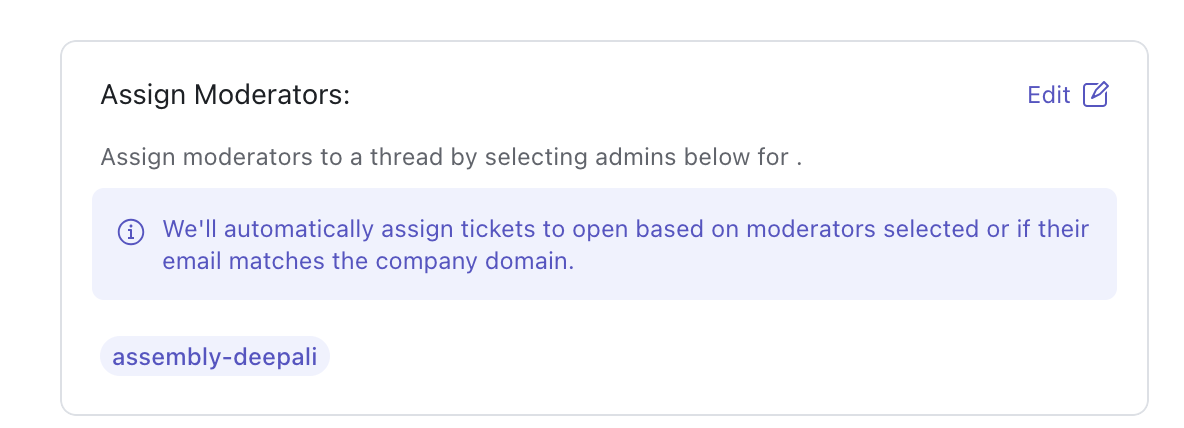 Assign Moderators:
Edit
Assign moderators to a thread by selecting admins below for .
We'll automatically assign tickets to open based on moderators selected or if their
email matches the company domain.
assembly-deepali